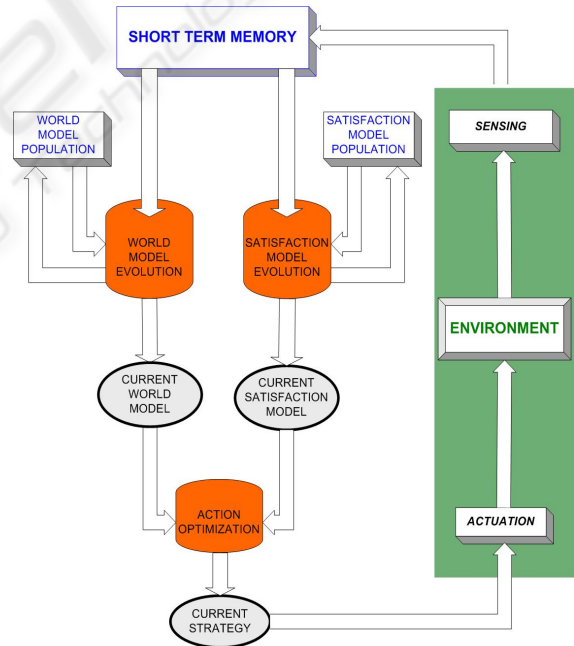 SHORT TERM MEMORY
WORLD
MODEL
POPULATION
SATISFACTION
MODEL
POPULATION
SENSING
WORLD
MODEL
EVOLUTION
SATISFACTION
MODEL
EVOLUTION
ENVIRONMENT
CURRENT
WORLD
MODEL
CURRENT
SATISFACTION
MODEL
ACTION
OPTIMIZATION
ACTUATION
CURRENT
STRATEGY